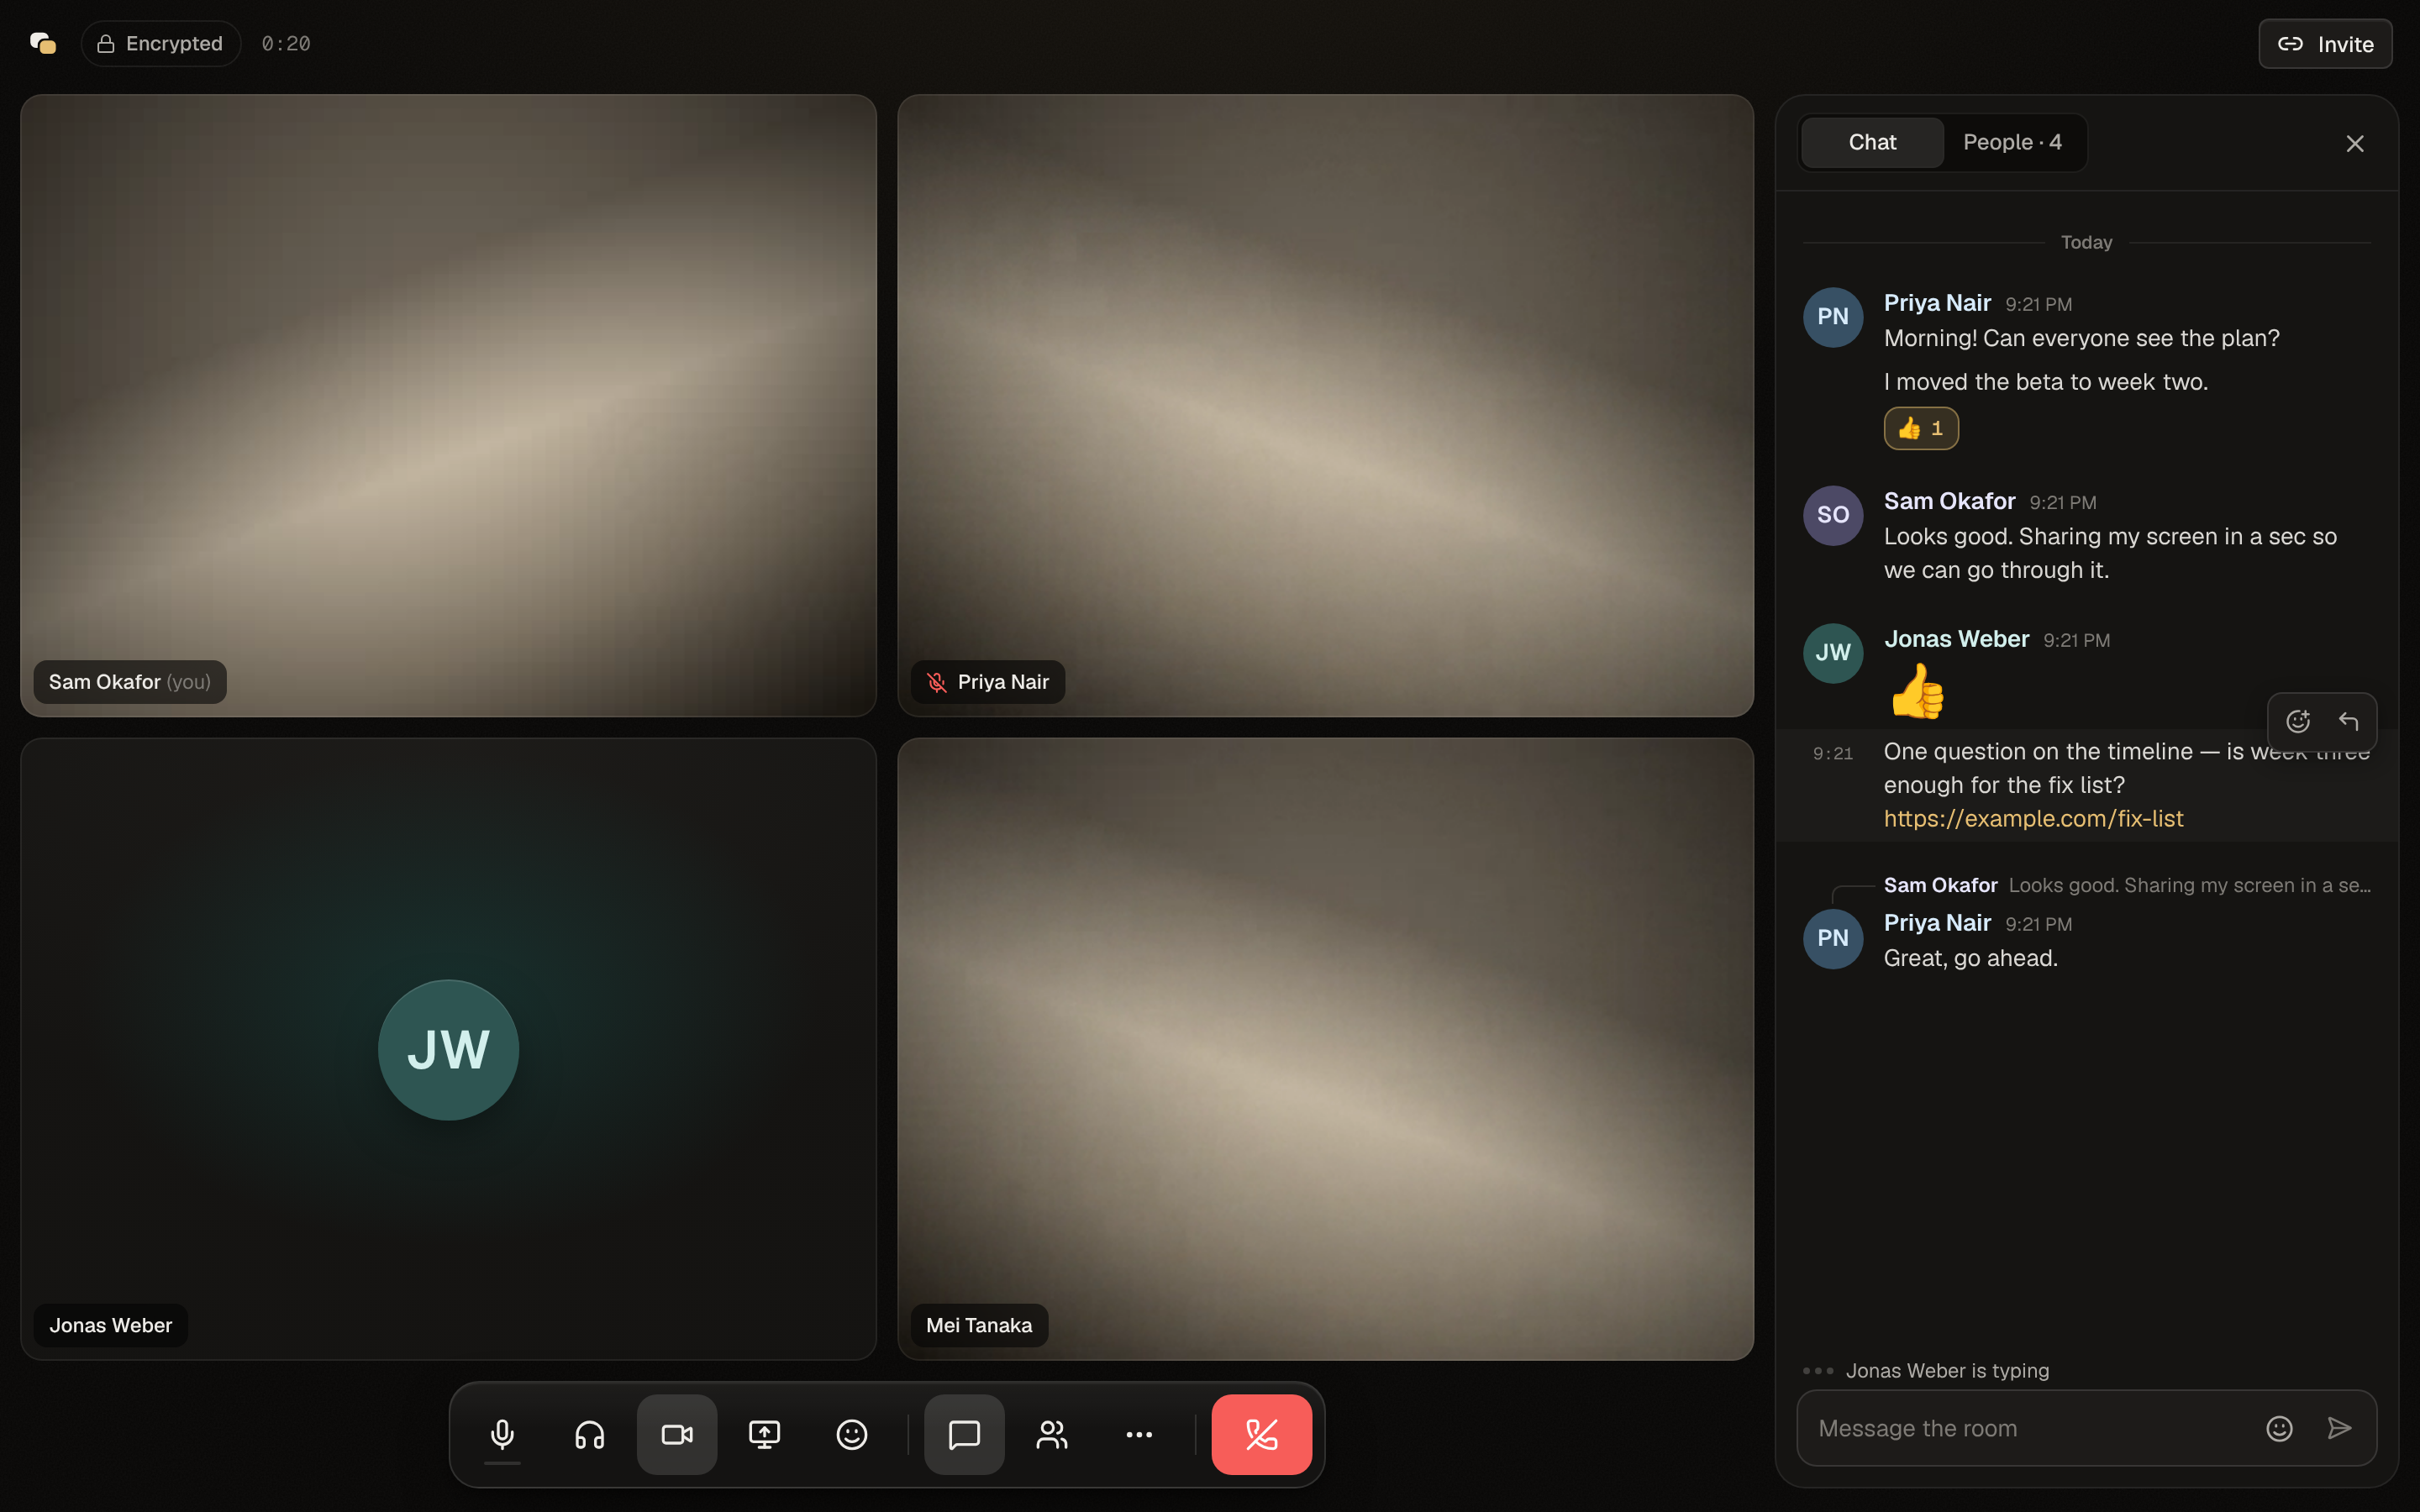 Encrypted
0:20
Invite
Chat
People · 4
Today
PN
Priya Nair 9:21 PM
Morning! Can everyone see the plan?
I moved the beta to week two.
👍 1
SO
Sam Okafor 9:21 PM
Looks good. Sharing my screen in a sec so
we can go through it.
JW
Jonas Weber 9:21 PM
👍
9:21
One question on the timeline — is week three
enough for the fix list?
https://example.com/fix-list
Sam Okafor Looks good. Sharing my screen in a se…
PN
Priya Nair 9:21 PM
Great, go ahead.
Jonas Weber is typing
Message the room
Sam Okafor (you)
Priya Nair
JW
Jonas Weber
Mei Tanaka